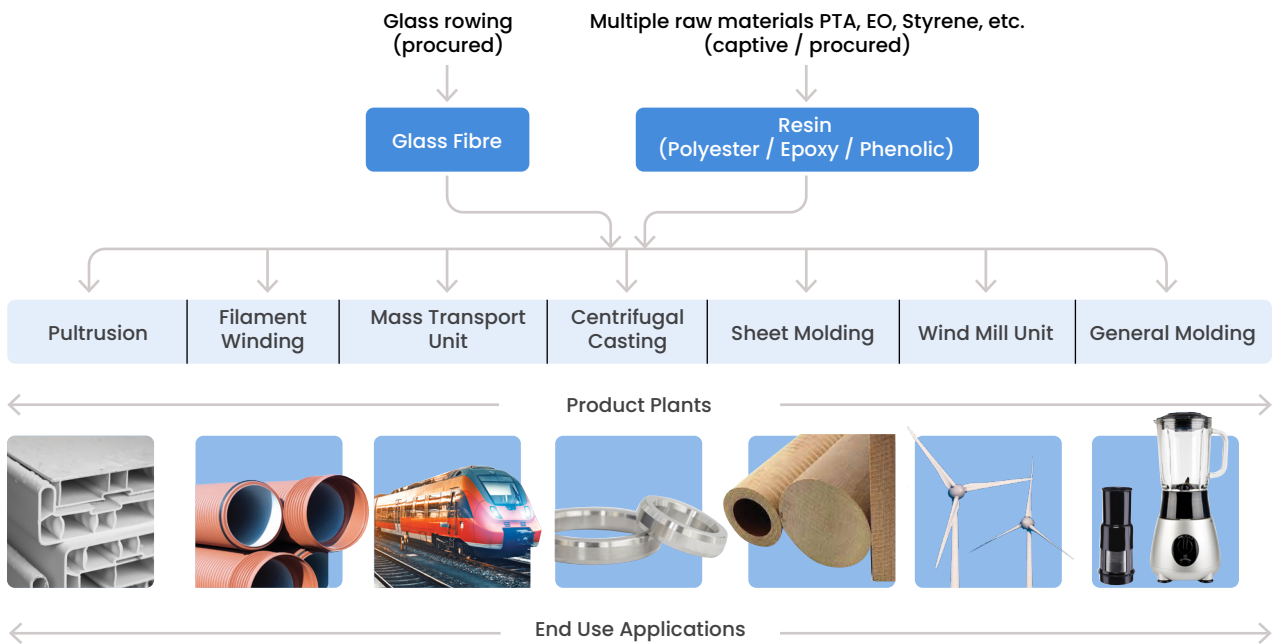 Glass rowing
(procured)
Multiple raw materials PTA, EO, Styrene, etc.
(captive / procured)
Glass Fibre
Resin
(Polyester / Epoxy / Phenolic)
Pultrusion
Filament
Winding
Mass Transport
Unit
Centrifugal
Casting
Sheet Molding
Wind Mill Unit
General Molding
Product Plants
End Use Applications